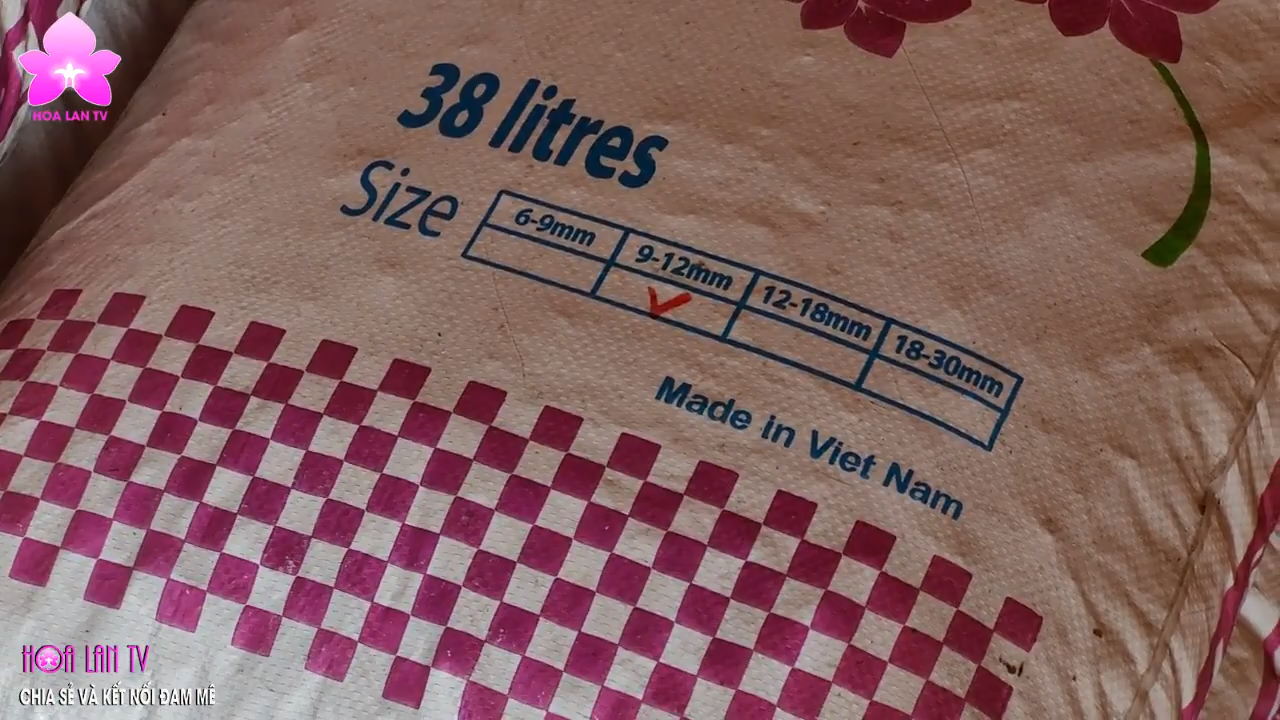 HOA LAN TV
38 litres
Size
6-9mm 9-12mm 12-18mm 18-30mm
Made in Viet Nam
HOA LAN TV
CHIA SẺ VÀ KẾT NỐI ĐAM MÊ